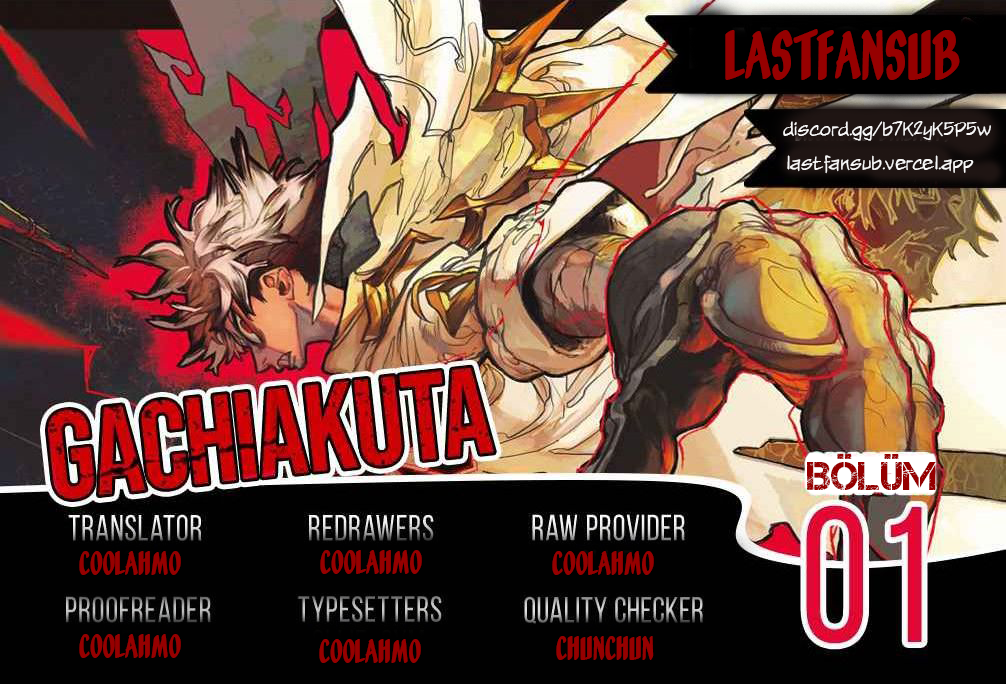 LASTFANSUB
discord.gg/b7K2yK5P5w
lastfansub.vercel.app
GACHIAKUTA
BÖLÜM
01
TRANSLATOR
COOLAHMO
REDRAWERS
COOLAHMO
RAW PROVIDER
COOLAHMO
PROOFREADER
COOLAHMO
TYPESETTERS
COOLAHMO
QUALITY CHECKER
CHUNCHUN